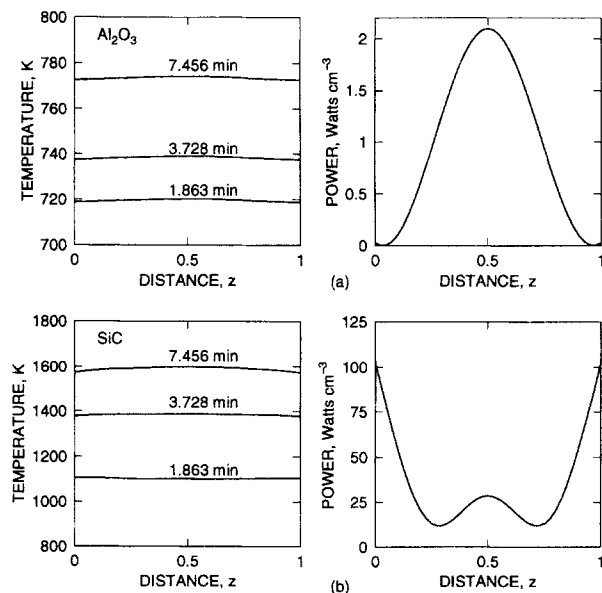 Al₂O₃
7.456 min
3.728 min
1.863 min
800
780
760
740
720
700
0
0.5
1
TEMPERATURE, K
DISTANCE, z
2
1.5
1
0.5
0
0
0.5
1
POWER, Watts cm⁻³
DISTANCE, z
(a)
SiC
7.456 min
3.728 min
1.863 min
1800
1600
1400
1200
1000
800
0
0.5
1
TEMPERATURE, K
DISTANCE, z
125
100
75
50
25
0
0
0.5
1
POWER, Watts cm⁻³
DISTANCE, z
(b)